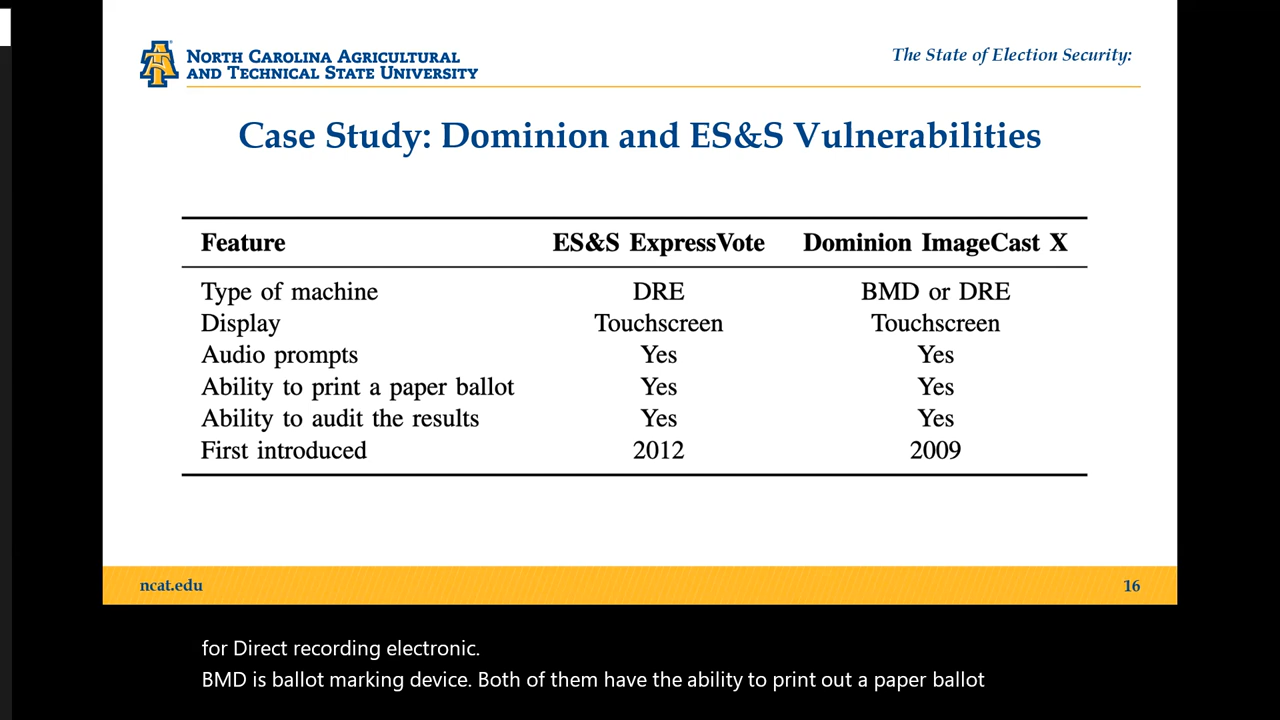 NORTH CAROLINA AGRICULTURAL
AND TECHNICAL STATE UNIVERSITY
The State of Election Security:
Case Study: Dominion and ES&S Vulnerabilities
Feature ES&S ExpressVote Dominion ImageCast X
Type of machine DRE BMD or DRE
Display Touchscreen Touchscreen
Audio prompts Yes Yes
Ability to print a paper ballot Yes Yes
Ability to audit the results Yes Yes
First introduced 2012 2009
ncat.edu 16
for Direct recording electronic.
BMD is ballot marking device. Both of them have the ability to print out a paper ballot